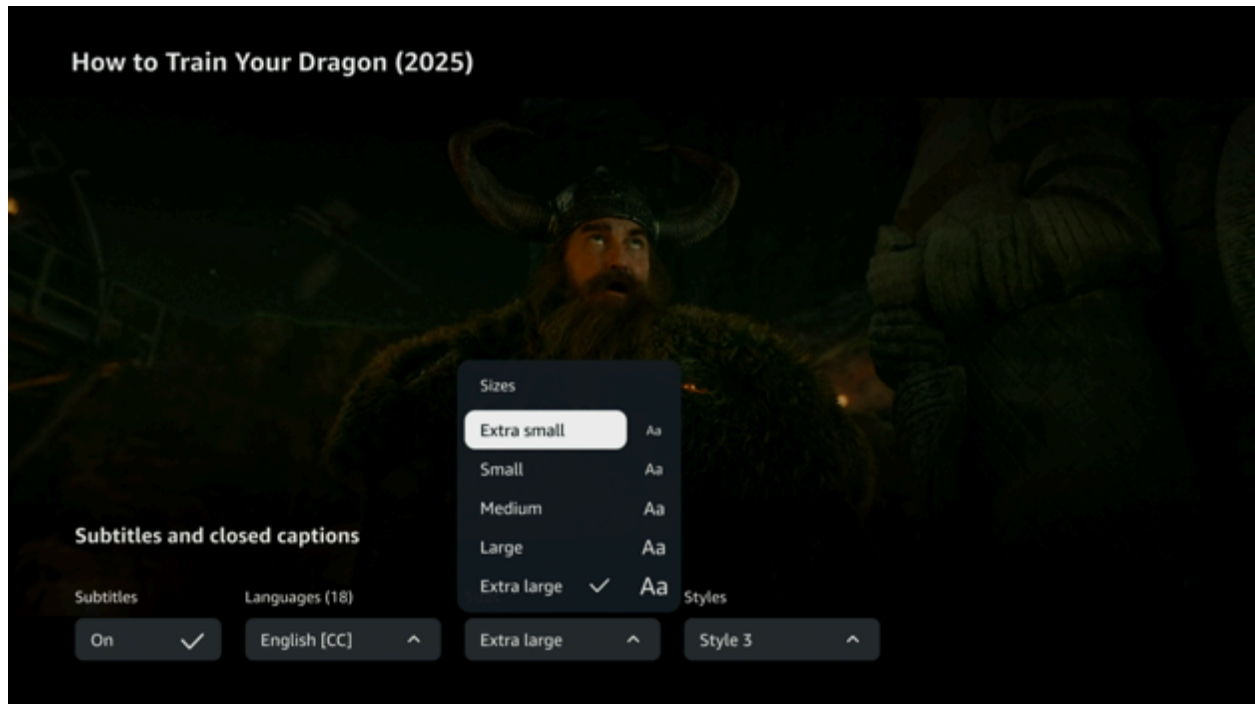 How to Train Your Dragon (2025)
Sizes
Extra small Aa
Small Aa
Medium Aa
Large Aa
Extra large Aa
Subtitles and closed captions
Subtitles Languages (18) Styles
On English [CC] Extra large Style 3